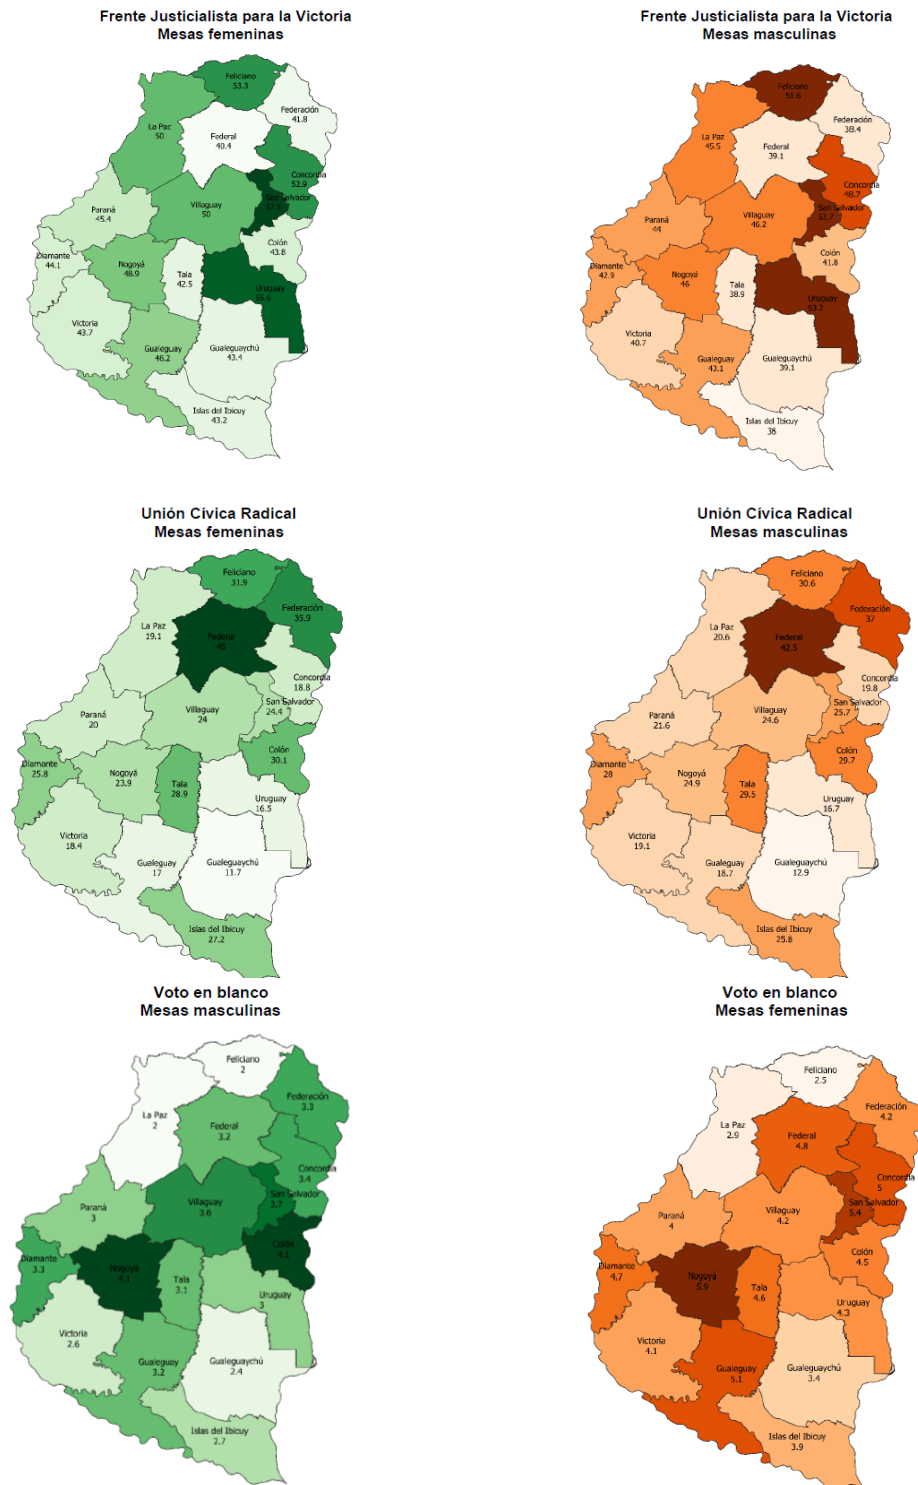 Frente Justicialista para la Victoria
Mesas femeninas
Feliciano
53.3
Federación
41.8
La Paz
50
Federal
40.4
Concordia
52.9
San Salvador
Paraná
45.4
Villaguay
50
Colón
43.8
Diamante
44.1
Nogoyá
48.9
Tala
42.5
Uruguay
55.6
Victoria
43.7
Gualeguay
48.2
Gualeguaychú
43.4
Islas del Ibicuy
43.2
Frente Justicialista para la Victoria
Mesas masculinas
Feliciano
51.6
Federación
38.4
La Paz
45.5
Federal
39.1
Concordia
48.7
San Salvador
52.7
Paraná
44
Villaguay
46.2
Colón
41.8
Diamante
42.9
Nogoyá
46
Tala
38.9
Uruguay
53.2
Victoria
40.7
Gualeguay
43.1
Gualeguaychú
39.1
Islas del Ibicuy
38
Unión Cívica Radical
Mesas femeninas
Feliciano
31.9
Federación
35.9
La Paz
19.1
Federal
45
Concordia
18.8
San Salvador
24.4
Paraná
20
Villaguay
24
Colón
30.1
Diamante
25.8
Nogoyá
23.9
Tala
28.9
Uruguay
16.5
Victoria
18.4
Gualeguay
17
Gualeguaychú
11.7
Islas del Ibicuy
27.2
Unión Cívica Radical
Mesas masculinas
Feliciano
30.6
Federación
37
La Paz
20.6
Federal
42.5
Concordia
19.8
San Salvador
25.7
Paraná
21.6
Villaguay
24.6
Colón
29.7
Diamante
28
Nogoyá
24.9
Tala
29.5
Uruguay
16.7
Victoria
19.1
Gualeguay
18.7
Gualeguaychú
12.9
Islas del Ibicuy
25.8
Voto en blanco
Mesas masculinas
Feliciano
2
Federación
3.3
La Paz
2
Federal
3.2
Concordia
3.4
San Salvador
3.7
Paraná
3
Villaguay
3.6
Colón
4.1
Diamante
3.3
Nogoyá
4.1
Tala
3.1
Uruguay
3
Victoria
2.6
Gualeguay
3.2
Gualeguaychú
2.4
Islas del Ibicuy
2.7
Voto en blanco
Mesas femeninas
Feliciano
2.5
Federación
4.2
La Paz
2.9
Federal
4.8
Concordia
5
San Salvador
5.4
Paraná
4
Villaguay
4.2
Colón
4.5
Diamante
4.7
Nogoyá
5.9
Tala
4.6
Uruguay
4.3
Victoria
4.1
Gualeguay
5.1
Gualeguaychú
3.4
Islas del Ibicuy
3.9